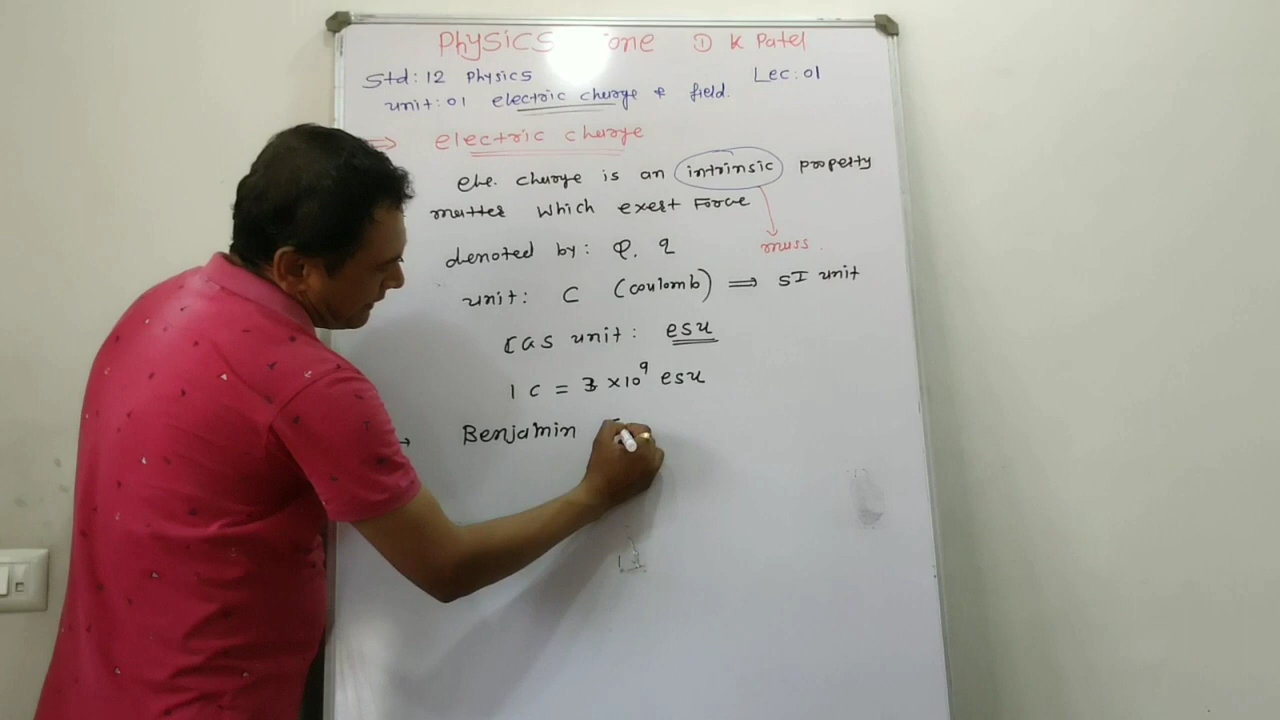 Physics one ① K Patel
Std: 12 Physics Lec: 01
unit: 01 electric charge & field.
⇒ electric charge
ele. charge is an intrinsic property
matter which exert Force
mass.
denoted by: Q, q
unit: C (coulomb) ⟹ SI unit
CGS unit: esu
1 C = 3 ×10⁹ esu
→ Benjamin